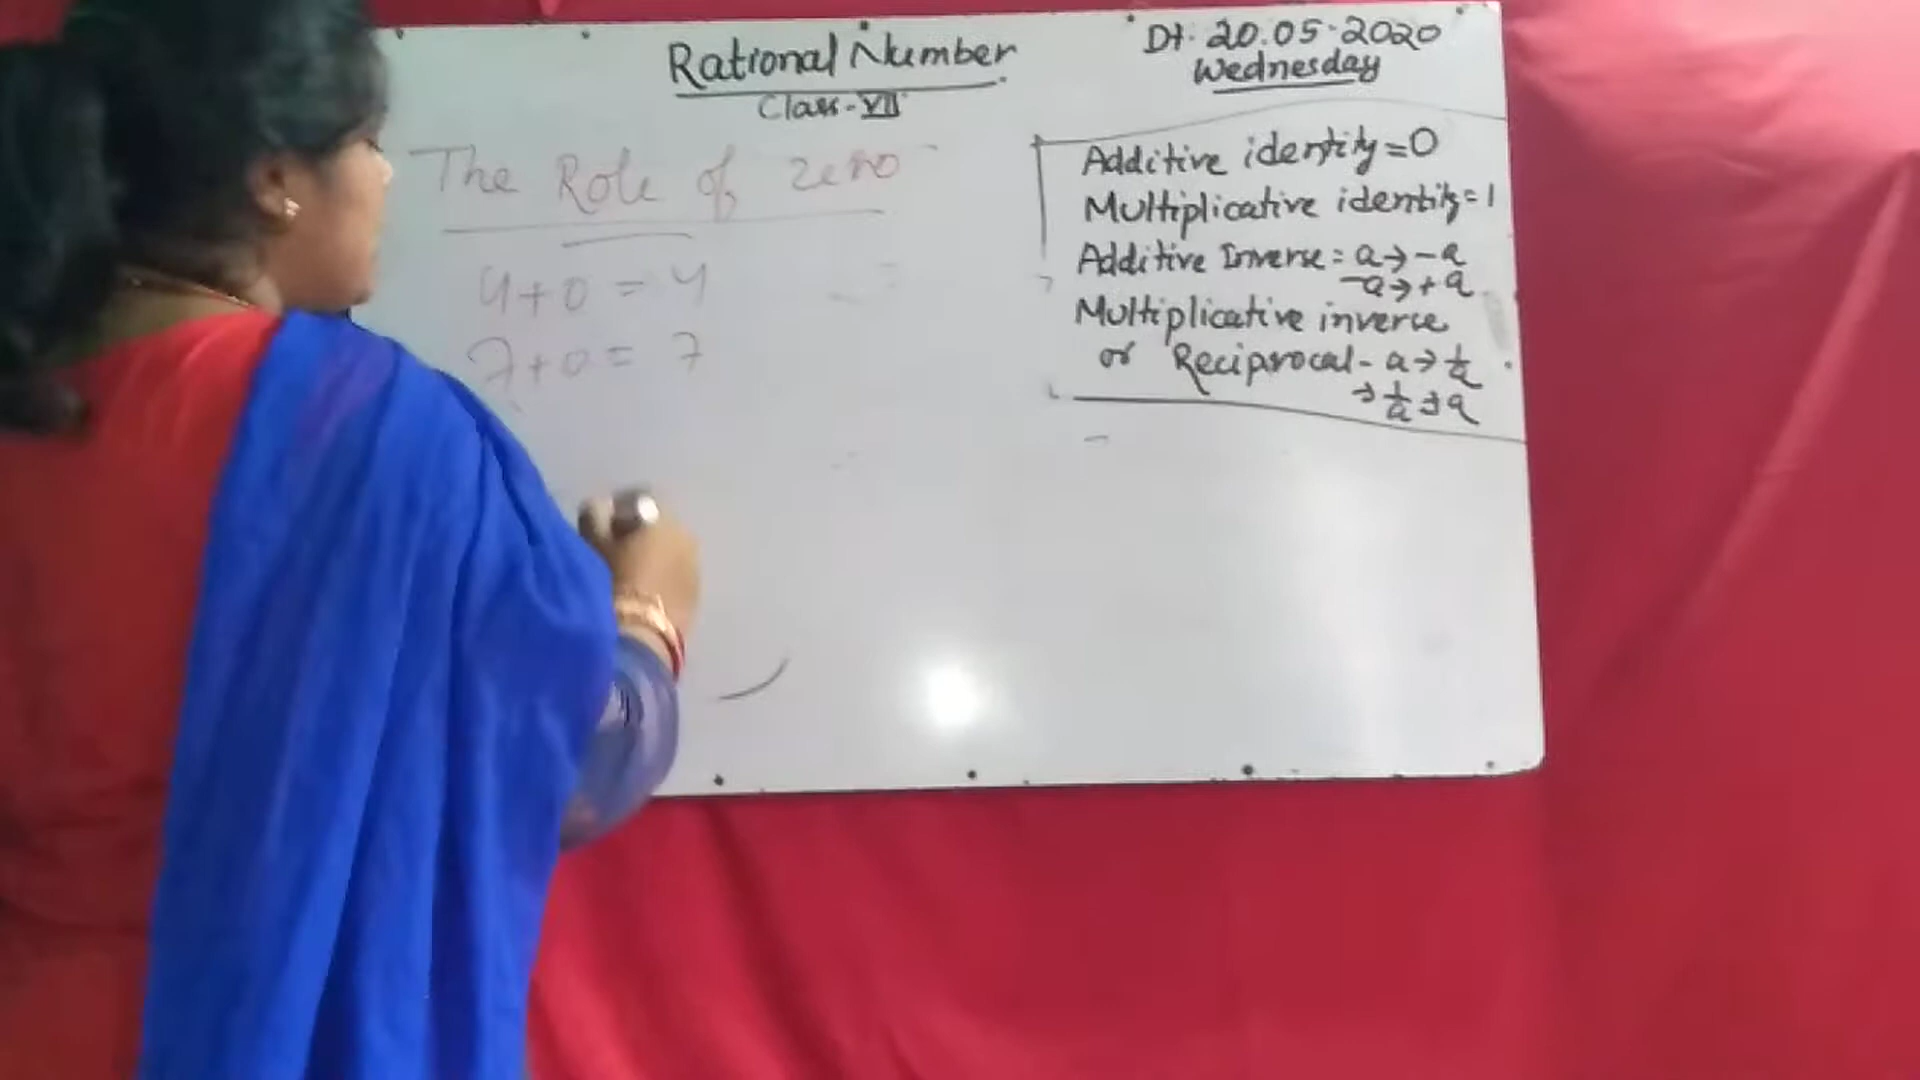 Rational Number
Class-VII
Dt: 20.05.2020
Wednesday
The Role of zero
4+0=4
7+0=7
Additive identity=0
Multiplicative identity=1
Additive Inverse: a→-a
-a→+a
Multiplicative inverse
or Reciprocal- a→1/a
→1/a→a